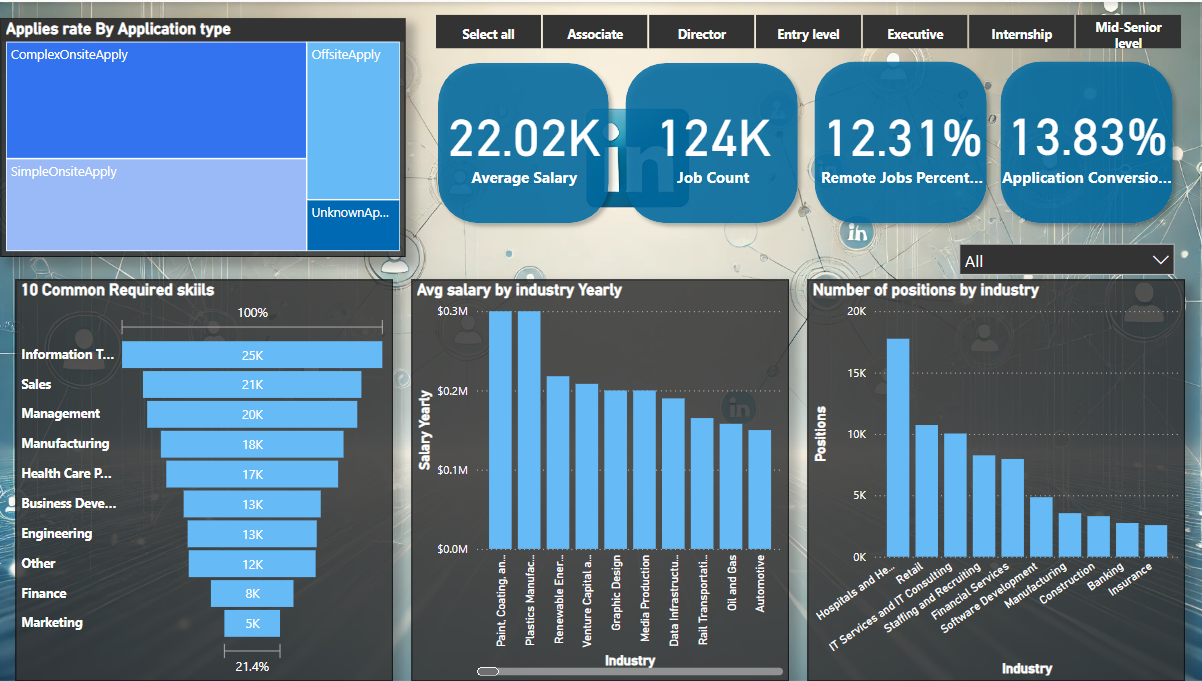 Applies rate By Application type
ComplexOnsiteApply
OffsiteApply
SimpleOnsiteApply
UnknownAp...
Select all
Associate
Director
Entry level
Executive
Internship
Mid-Senior
level
22.02K
Average Salary
124K
Job Count
12.31%
Remote Jobs Percent...
13.83%
Application Conversio...
in
in
All
10 Common Required skiils
100%
Information T...
25K
Sales
21K
Management
20K
Manufacturing
18K
Health Care P...
17K
Business Deve...
13K
Engineering
13K
Other
12K
Finance
8K
Marketing
5K
21.4%
Avg salary by industry Yearly
Salary Yearly
$0.3M
$0.2M
$0.1M
$0.0M
Paint, Coating, an...
Plastics Manufac...
Renewable Ener...
Venture Capital a...
Graphic Design
Media Production
Data Infrastructu...
Rail Transportati...
Oil and Gas
Automotive
Industry
in
Number of positions by industry
Positions
20K
15K
10K
5K
0K
Hospitals and He...
Retail
IT Services and IT Consulting
Staffing and Recruiting
Financial Services
Software Development
Manufacturing
Construction
Banking
Insurance
Industry